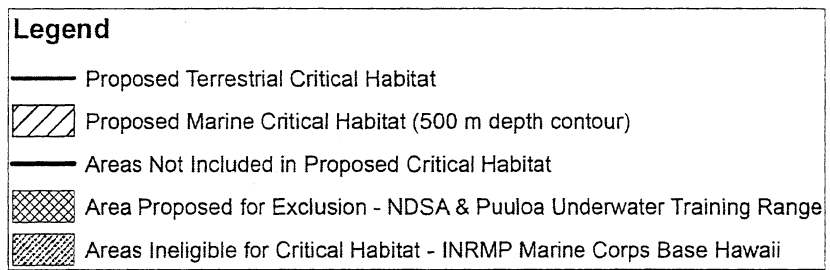 Legend
Proposed Terrestrial Critical Habitat
Proposed Marine Critical Habitat (500 m depth contour)
Areas Not Included in Proposed Critical Habitat
Area Proposed for Exclusion - NDSA & Puuloa Underwater Training Range
Areas Ineligible for Critical Habitat - INRMP Marine Corps Base Hawaii